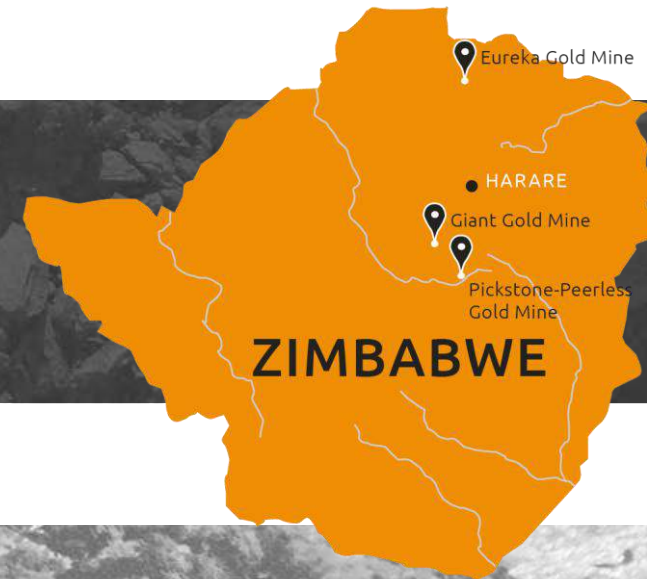 Eureka Gold Mine
HARARE
Giant Gold Mine
Pickstone-Peerless
Gold Mine
ZIMBABWE